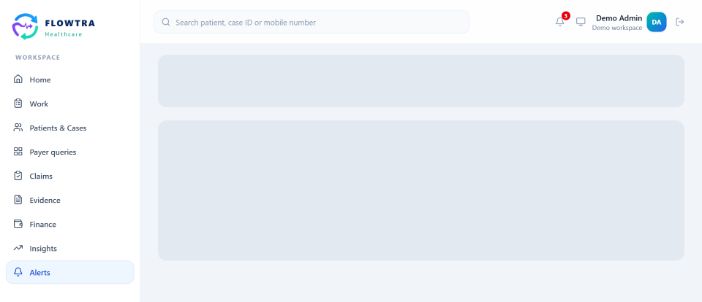 FLOWTRA
Healthcare
Search patient, case ID or mobile number
3
Demo Admin
Demo workspace
DA
WORKSPACE
Home
Work
Patients & Cases
Payer queries
Claims
Evidence
Finance
Insights
Alerts